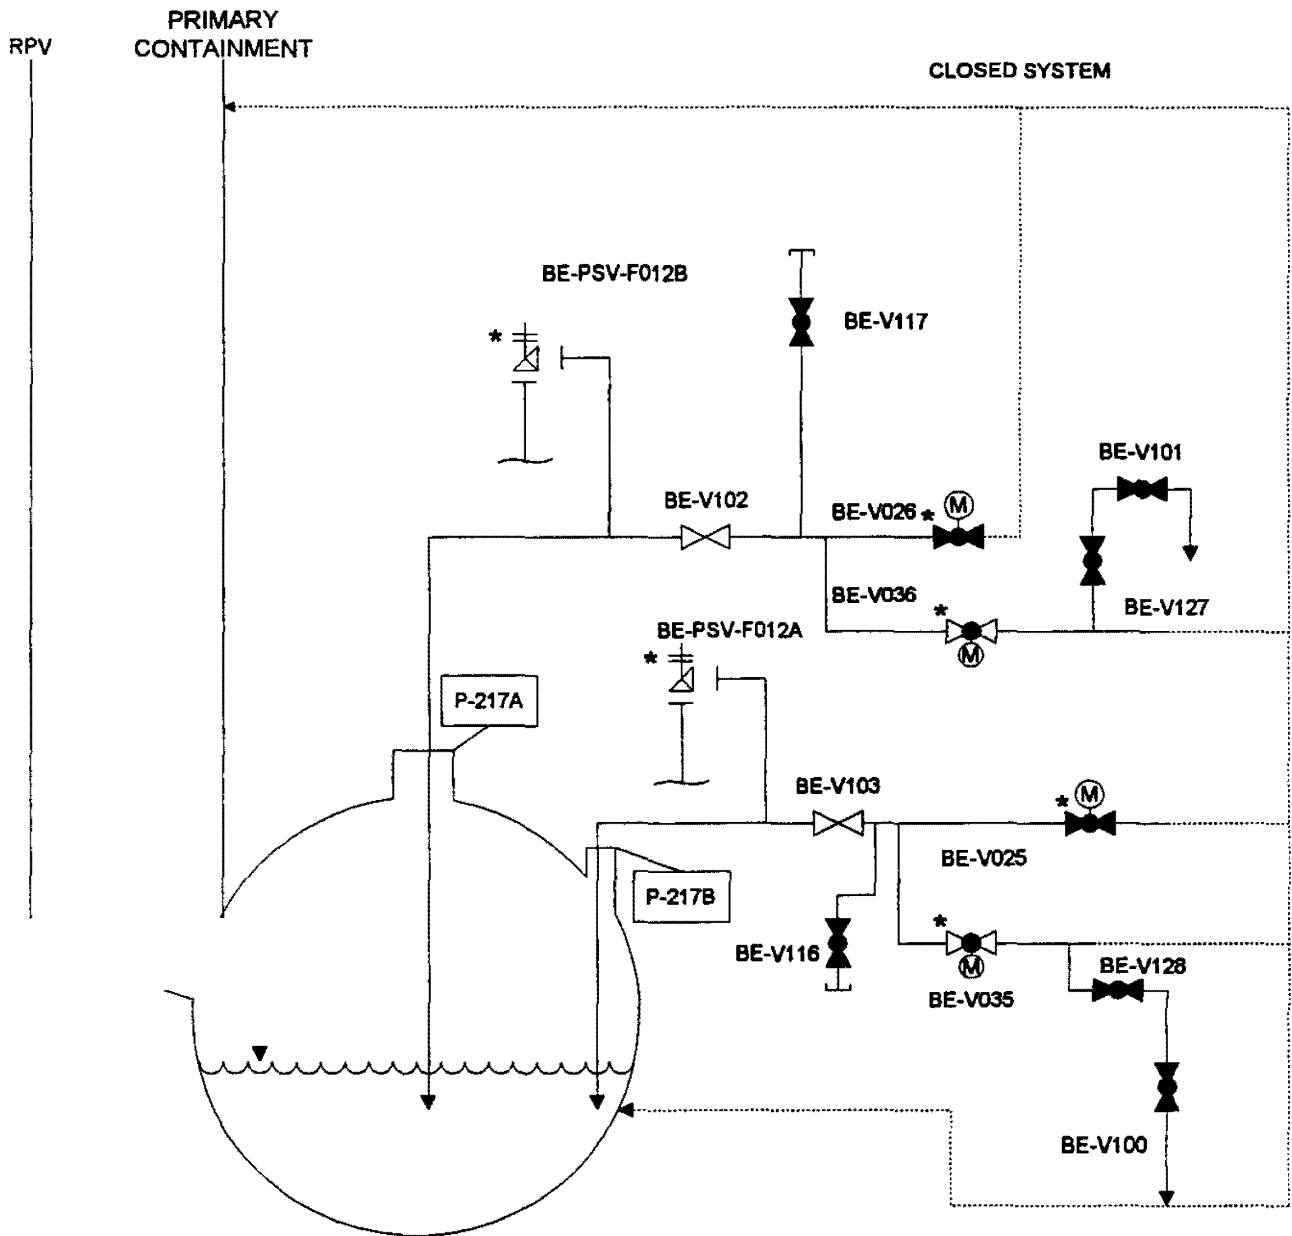 PRIMARY
CONTAINMENT
RPV
CLOSED SYSTEM
BE-PSV-F012B
*
BE-V117
BE-V101
BE-V102
BE-V026
*
M
BE-V036
*
M
BE-V127
BE-PSV-F012A
*
P-217A
BE-V103
*
M
BE-V025
P-217B
*
M
BE-V116
BE-V128
BE-V035
BE-V100